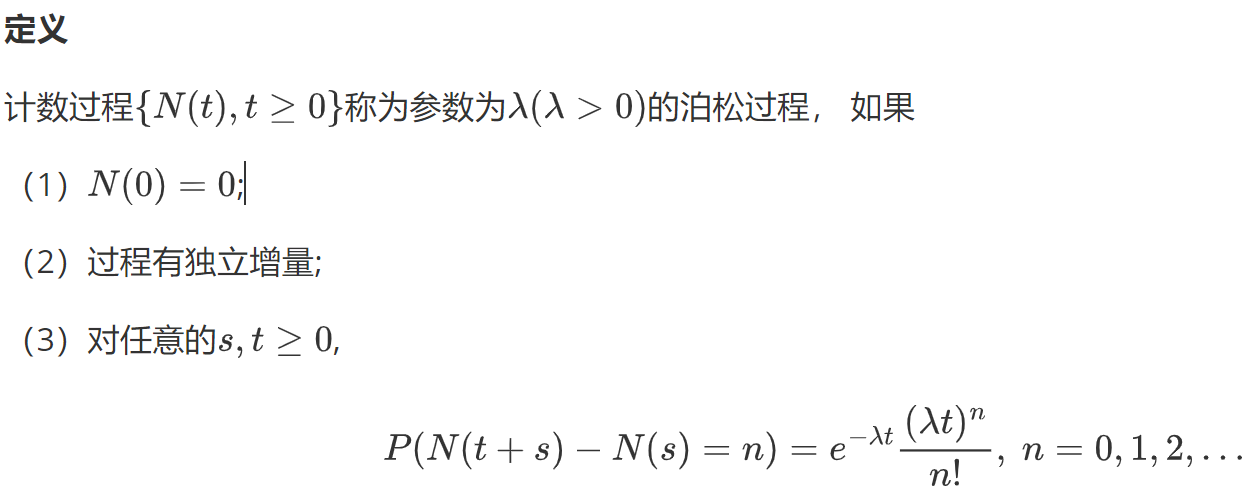 定义
计数过程{N(t), t ≥ 0}称为参数为λ(λ > 0)的泊松过程， 如果
（1）N(0) = 0;
（2）过程有独立增量;
（3）对任意的s, t ≥ 0,
P(N(t + s) − N(s) = n) = e^{−λt} \frac{(λt)^n}{n!}, n = 0, 1, 2, . . .